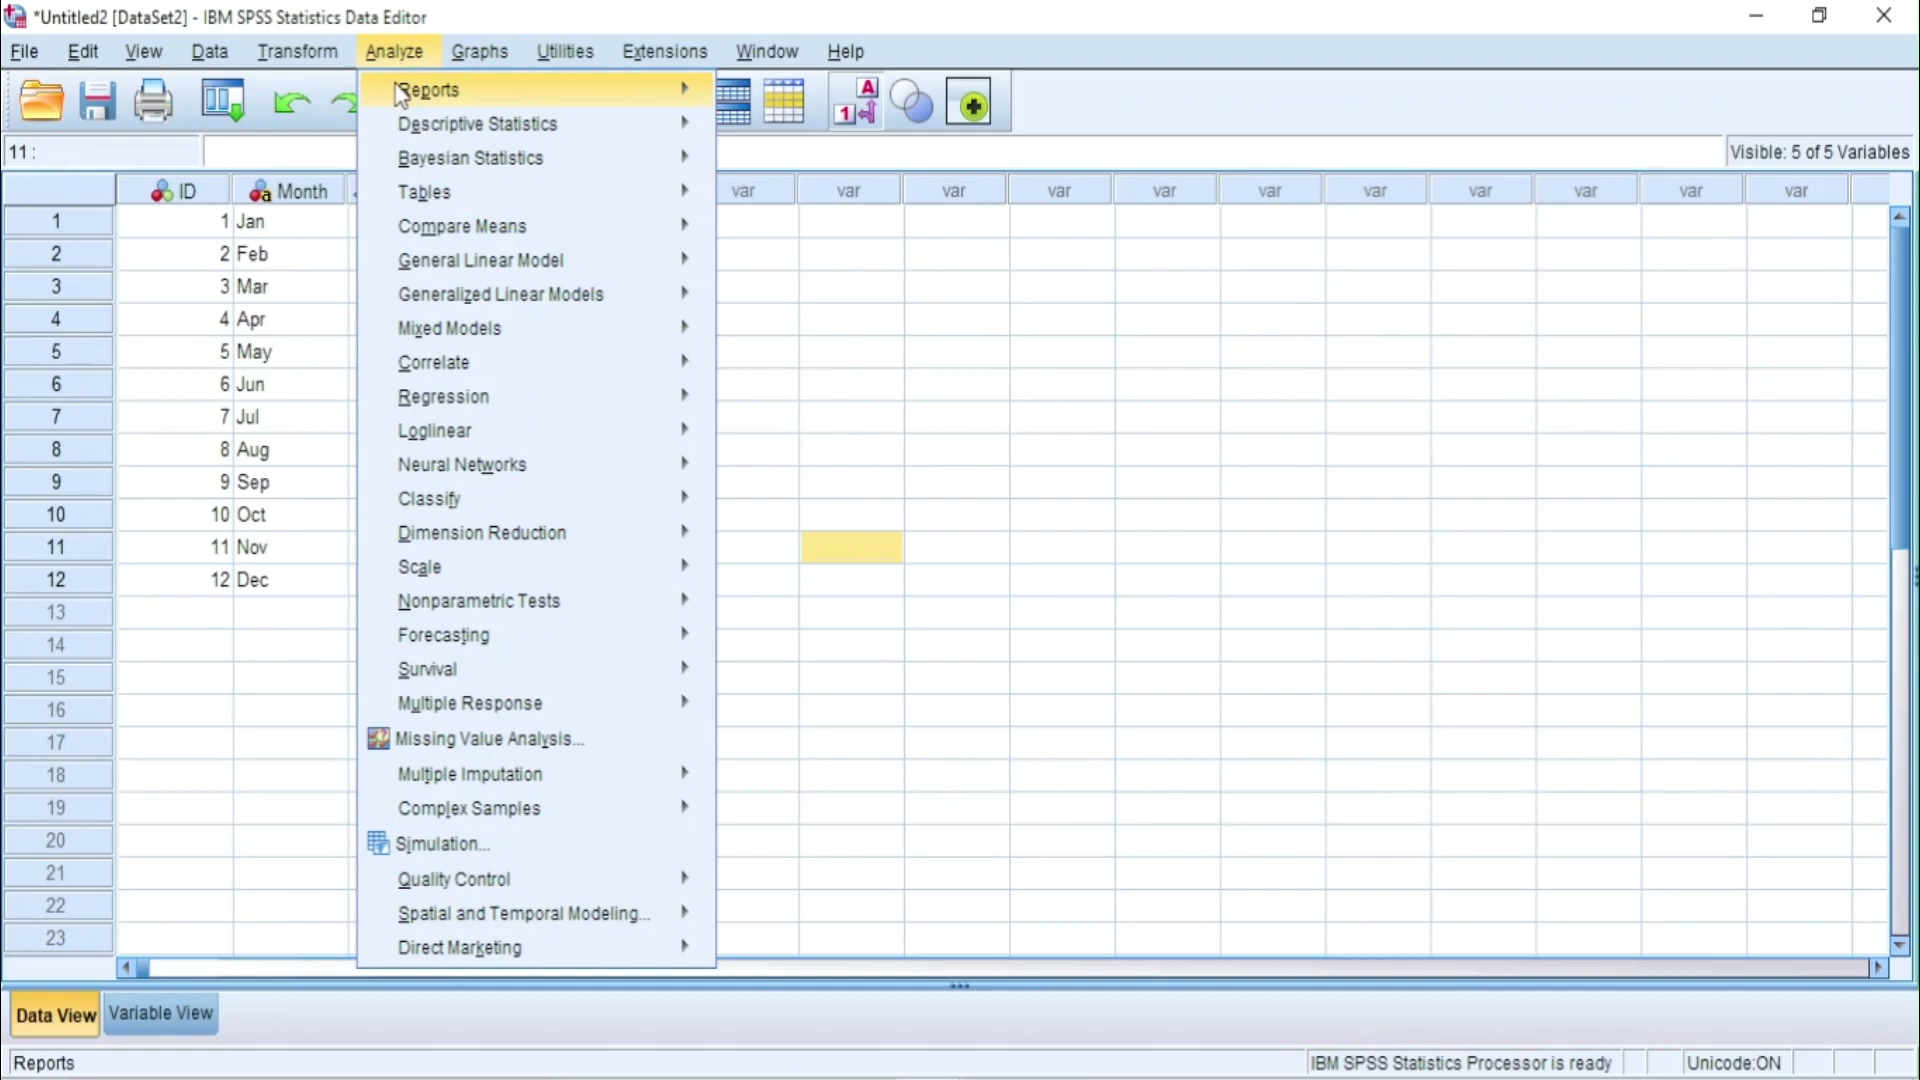 *Untitled2 [DataSet2] - IBM SPSS Statistics Data Editor
File Edit View Data Transform Analyze Graphs Utilities Extensions Window Help
11 :
Visible: 5 of 5 Variables
ID Month var var var var var var var var var var var
1 1 Jan
2 2 Feb
3 3 Mar
4 4 Apr
5 5 May
6 6 Jun
7 7 Jul
8 8 Aug
9 9 Sep
10 10 Oct
11 11 Nov
12 12 Dec
13
14
15
16
17
18
19
20
21
22
23
Reports
Descriptive Statistics
Bayesian Statistics
Tables
Compare Means
General Linear Model
Generalized Linear Models
Mixed Models
Correlate
Regression
Loglinear
Neural Networks
Classify
Dimension Reduction
Scale
Nonparametric Tests
Forecasting
Survival
Multiple Response
Missing Value Analysis...
Multiple Imputation
Complex Samples
Simulation...
Quality Control
Spatial and Temporal Modeling...
Direct Marketing
Data View Variable View
Reports
IBM SPSS Statistics Processor is ready
Unicode:ON